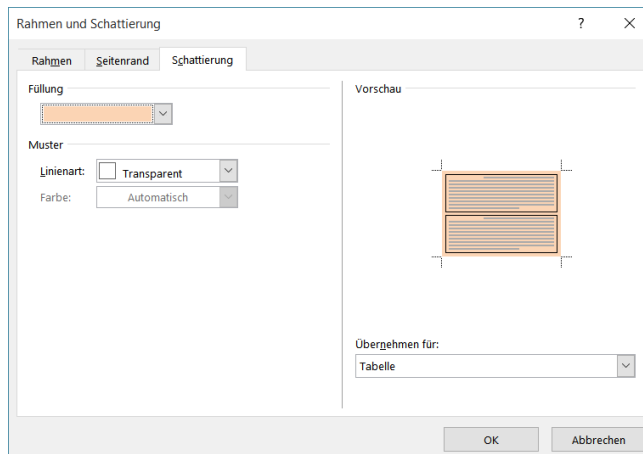 Rahmen und Schattierung
Rahmen Seitenrand Schattierung
Füllung
Muster
Linienart: Transparent
Farbe: Automatisch
Vorschau
Übernehmen für:
Tabelle
OK Abbrechen